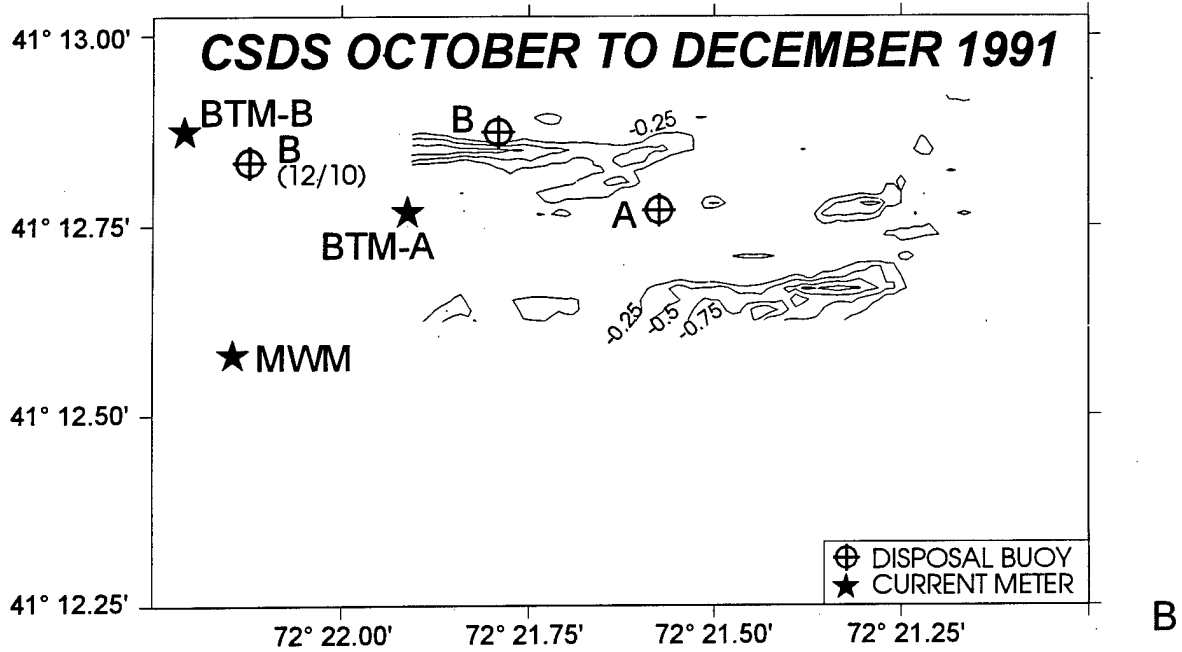 41° 13.00'
CSDS OCTOBER TO DECEMBER 1991
BTM-B
B
-0.25
B
(12/10)
A
41° 12.75'
BTM-A
-0.25
-0.5
-0.75
MWM
41° 12.50'
DISPOSAL BUOY
CURRENT METER
41° 12.25'
72° 22.00' 72° 21.75' 72° 21.50' 72° 21.25'
B